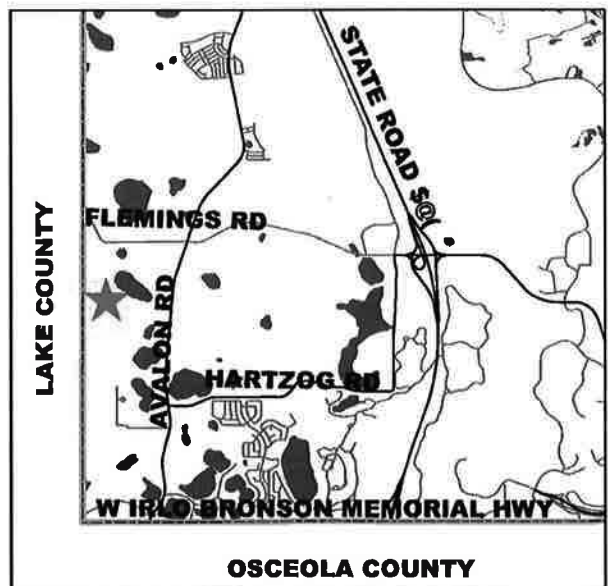 STATE ROAD $@(
FLEMINGS RD
LAKE COUNTY
AVALON RD
HARTZOG RD
W IRLO BRONSON MEMORIAL HWY
OSCEOLA COUNTY